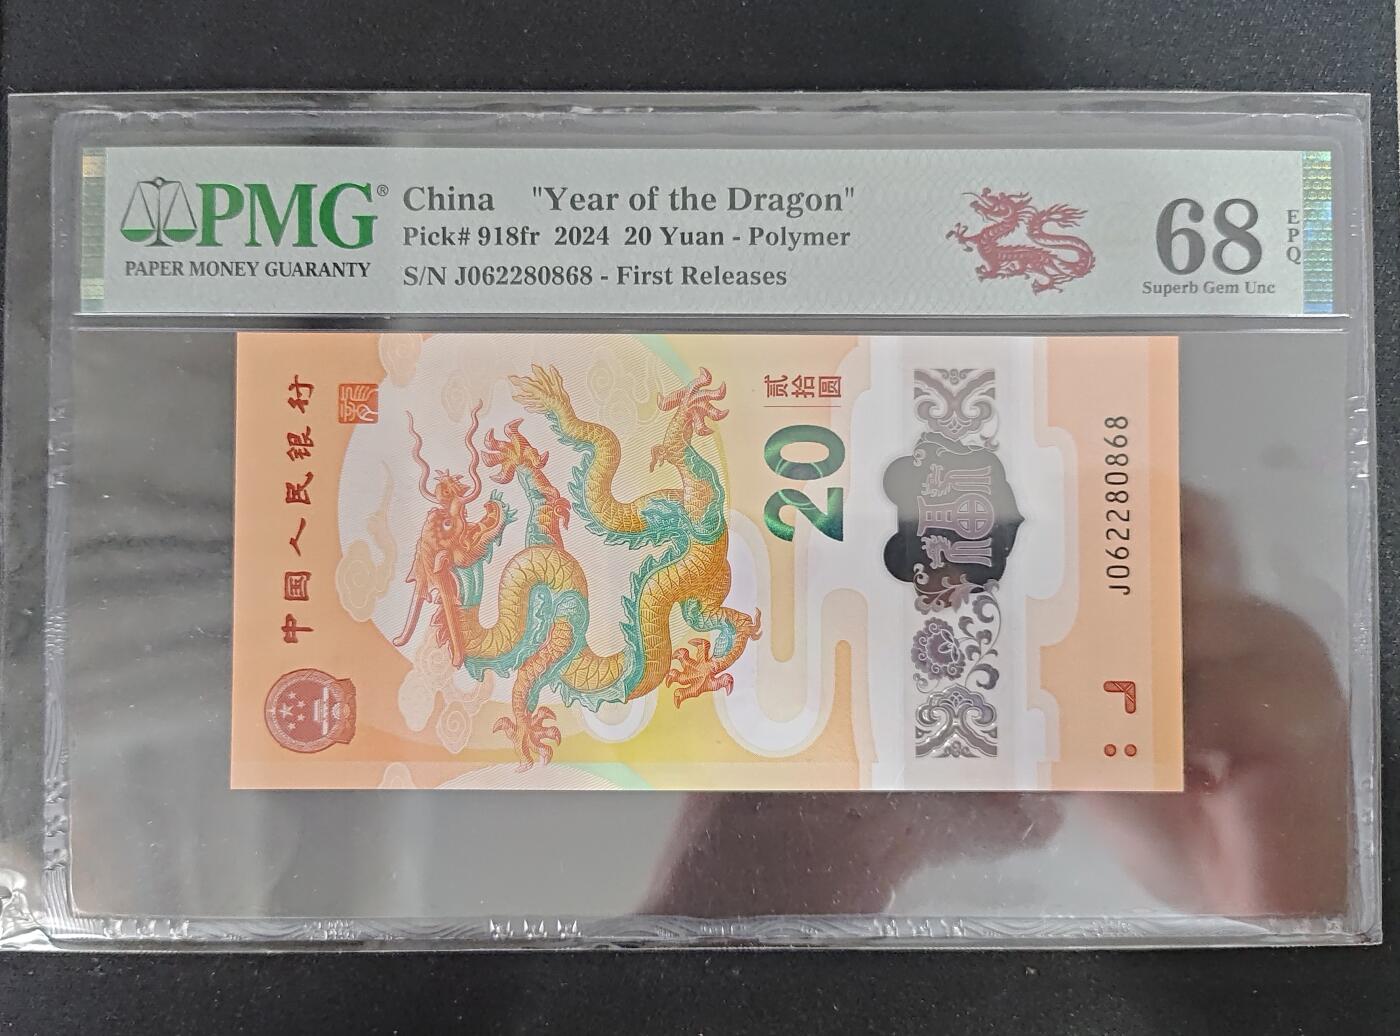 PMG®
PAPER MONEY GUARANTY
China "Year of the Dragon"
Pick# 918fr 2024 20 Yuan - Polymer
S/N J062280868 - First Releases
68
EPQ
Superb Gem Unc
中国人民银行
贰拾圆
20
福
J062280868